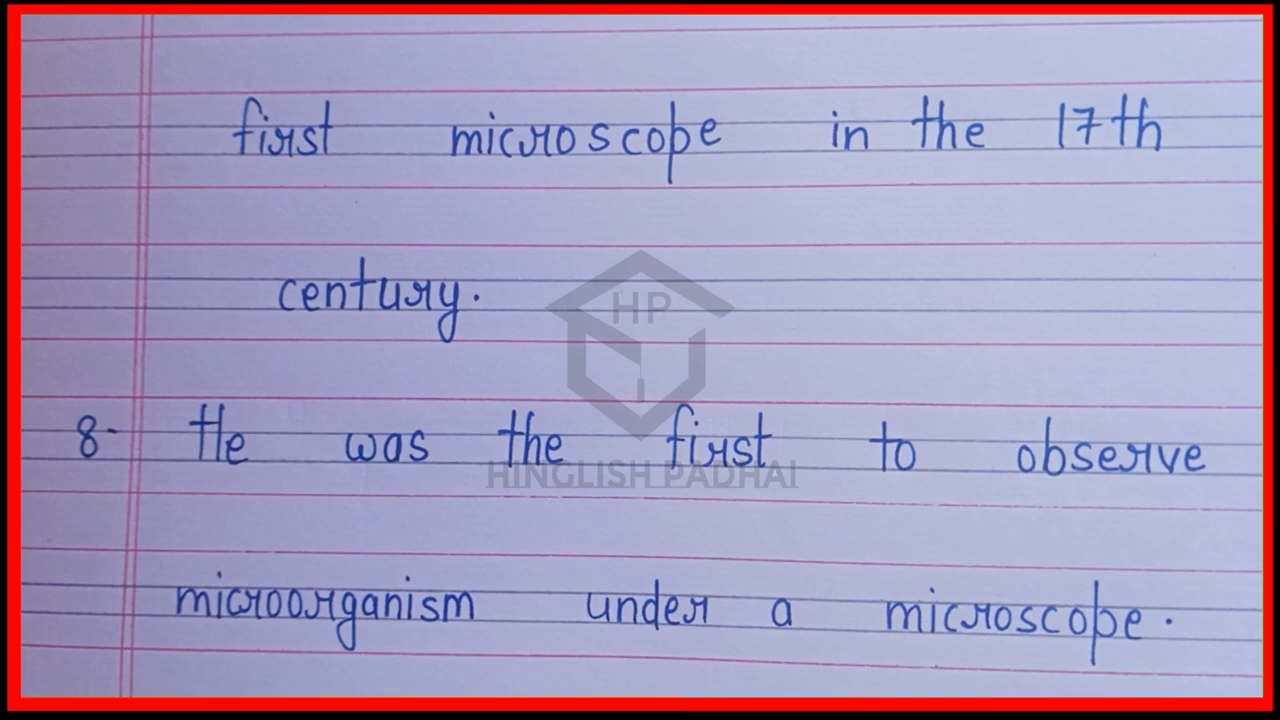 first microscope in the 17th
HP
century.
8- He was the first to observe
HINGLISH PADHAI
microorganism under a microscope.